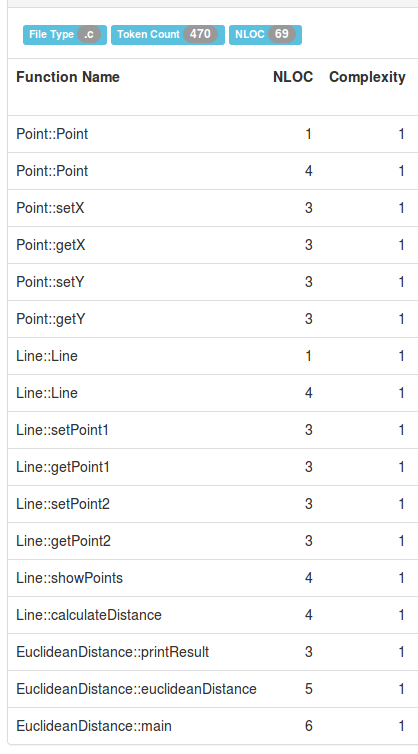 File Type .c Token Count 470 NLOC 69
Function Name NLOC Complexity
Point::Point 1 1
Point::Point 4 1
Point::setX 3 1
Point::getX 3 1
Point::setY 3 1
Point::getY 3 1
Line::Line 1 1
Line::Line 4 1
Line::setPoint1 3 1
Line::getPoint1 3 1
Line::setPoint2 3 1
Line::getPoint2 3 1
Line::showPoints 4 1
Line::calculateDistance 4 1
EuclideanDistance::printResult 3 1
EuclideanDistance::euclideanDistance 5 1
EuclideanDistance::main 6 1